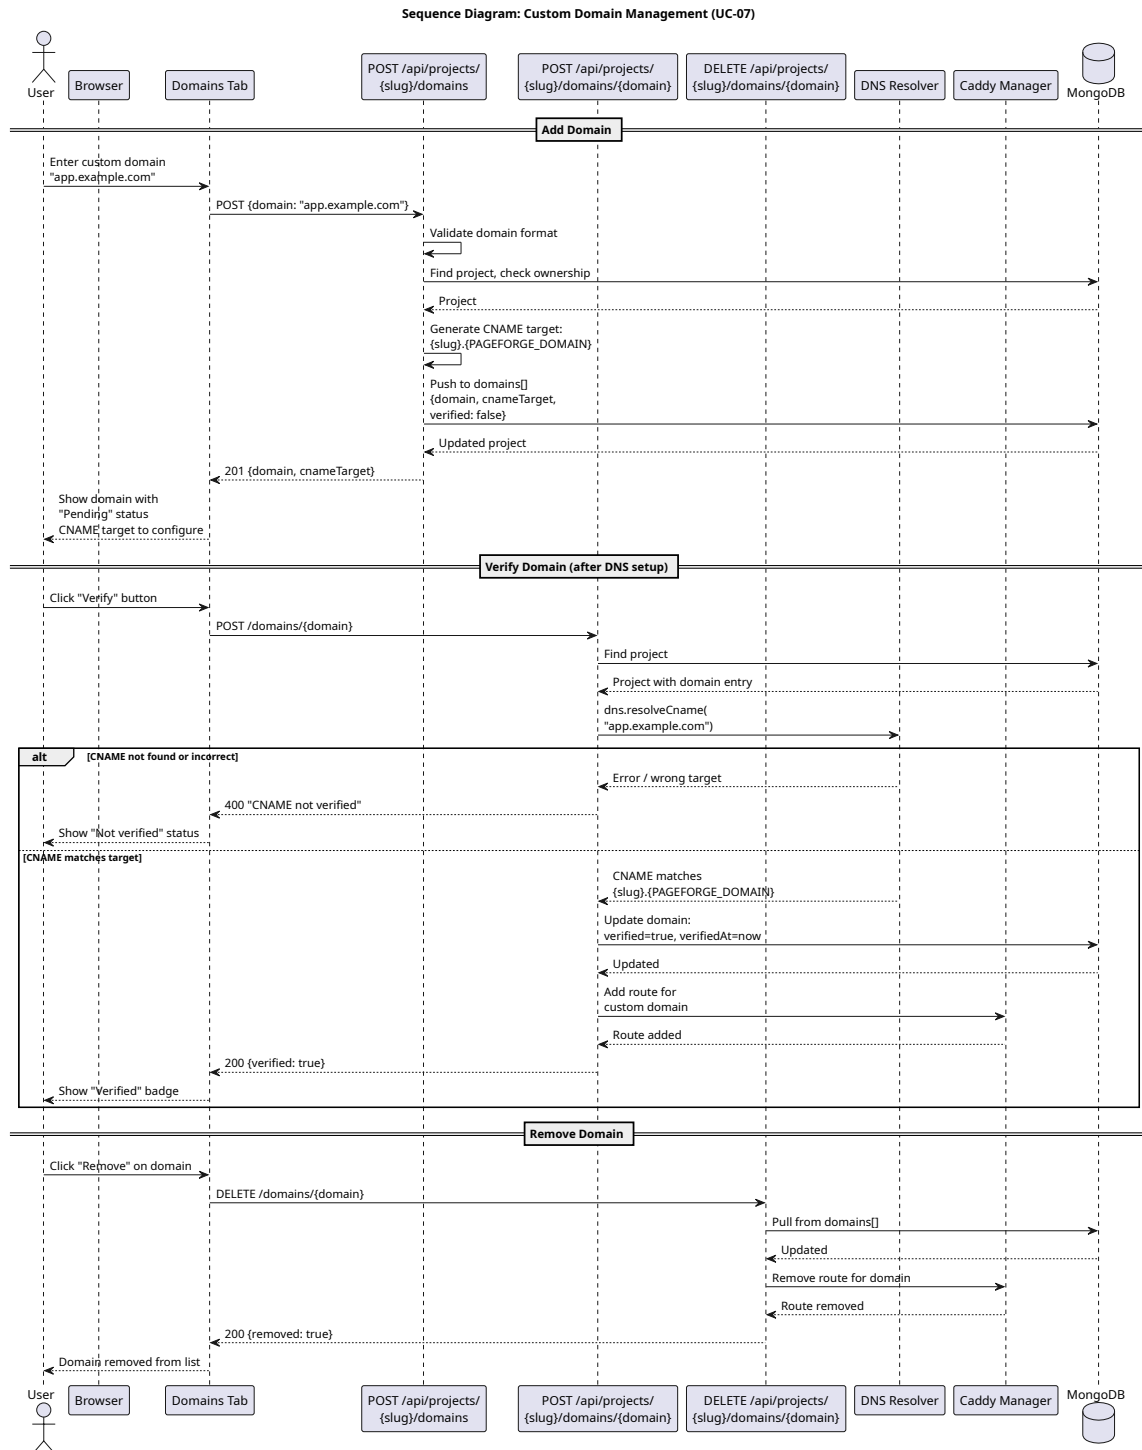 Sequence Diagram: Custom Domain Management (UC-07)
User
Browser
Domains Tab
POST /api/projects/
{slug}/domains
POST /api/projects/
{slug}/domains/{domain}
DELETE /api/projects/
{slug}/domains/{domain}
DNS Resolver
Caddy Manager
MongoDB
Add Domain
Enter custom domain
"app.example.com"
POST {domain: "app.example.com"}
Validate domain format
Find project, check ownership
Project
Generate CNAME target:
{slug}.{PAGEFORGE_DOMAIN}
Push to domains[]
{domain, cnameTarget,
verified: false}
Updated project
201 {domain, cnameTarget}
Show domain with
"Pending" status
CNAME target to configure
Verify Domain (after DNS setup)
Click "Verify" button
POST /domains/{domain}
Find project
Project with domain entry
dns.resolveCname(
"app.example.com")
alt
[CNAME not found or incorrect]
Error / wrong target
400 "CNAME not verified"
Show "Not verified" status
[CNAME matches target]
CNAME matches
{slug}.{PAGEFORGE_DOMAIN}
Update domain:
verified=true, verifiedAt=now
Updated
Add route for
custom domain
Route added
200 {verified: true}
Show "Verified" badge
Remove Domain
Click "Remove" on domain
DELETE /domains/{domain}
Pull from domains[]
Updated
Remove route for domain
Route removed
200 {removed: true}
Domain removed from list
User
Browser
Domains Tab
POST /api/projects/
{slug}/domains
POST /api/projects/
{slug}/domains/{domain}
DELETE /api/projects/
{slug}/domains/{domain}
DNS Resolver
Caddy Manager
MongoDB